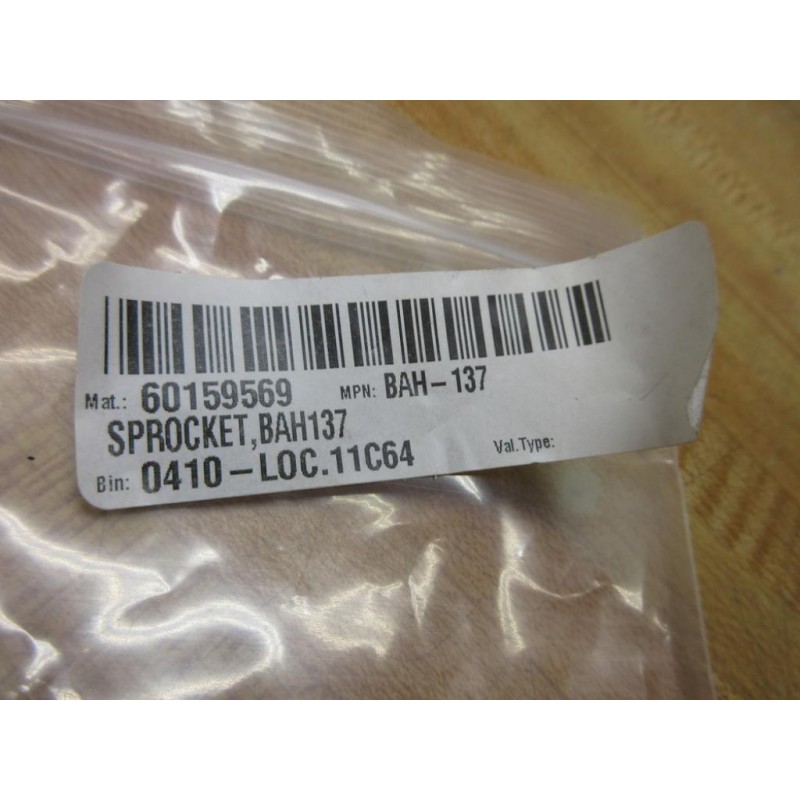 Mat.: 60159569 MPN: BAH-137
SPROCKET,BAH137
Bin: 0410-LOC.11C64 Val.Type: